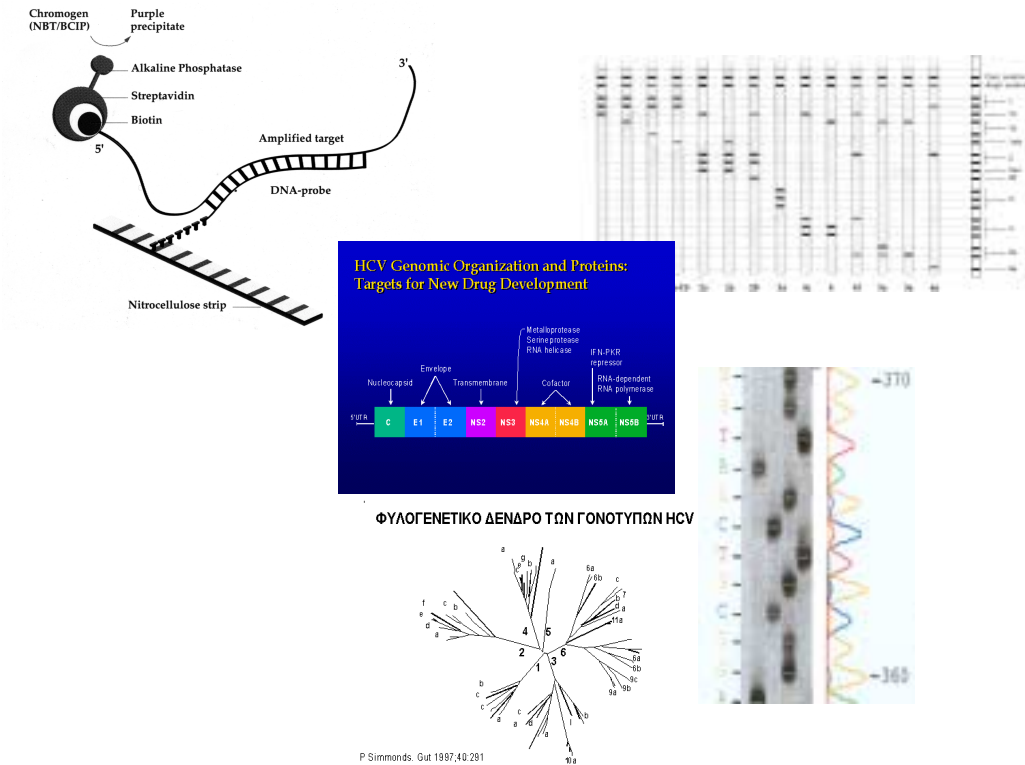 Chromogen
(NBT/BCIP)
Purple
precipitate
Alkaline Phosphatase
Streptavidin
Biotin
5'
3'
Amplified target
DNA-probe
Nitrocellulose strip
HCV Genomic Organization and Proteins:
Targets for New Drug Development
Metalloprotease
Serine protease
RNA helicase
IFN-PKR
repressor
Envelope
Nucleocapsid
Transmembrane
Cofactor
RNA-dependent
RNA polymerase
5'UTR
C
E1
E2
NS2
NS3
NS4A
NS4B
NS5A
NS5B
3'UTR
-370
-360
ΦΥΛΟΓΕΝΕΤΙΚΟ ΔΕΝΔΡΟ ΤΩΝ ΓΟΝΟΤΥΠΩΝ HCV
a
g
e
c
b
a
6a
6b
c
7
b
d
a
11a
f
e
d
a
c
b
4
5
2
6
1
3
6a
6b
9c
9b
9a
b
c
c
a
c
a
d
a
l
b
10a
P Simmonds. Gut 1997;40:291